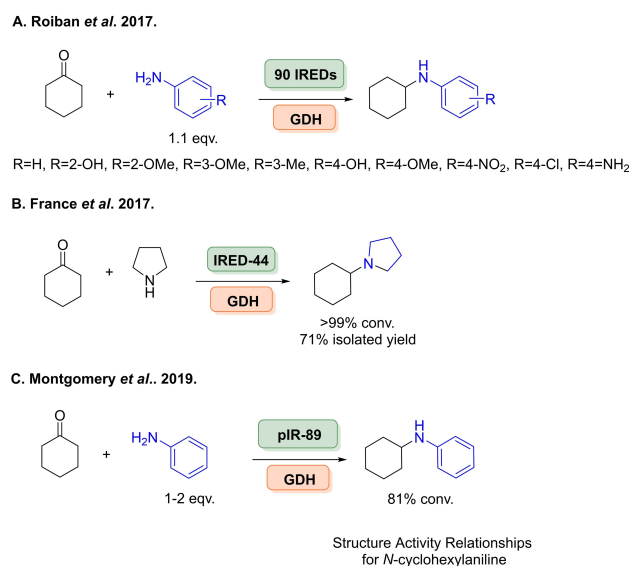 A. Roiban et al. 2017.
O
+
H₂N
R
1.1 eqv.
90 IREDs
GDH
H
N
R
R=H, R=2-OH, R=2-OMe, R=3-OMe, R=3-Me, R=4-OH, R=4-OMe, R=4-NO₂, R=4-Cl, R=4=NH₂
B. France et al. 2017.
O
+
N
H
IRED-44
GDH
N
>99% conv.
71% isolated yield
C. Montgomery et al.. 2019.
O
+
H₂N
1-2 eqv.
pIR-89
GDH
H
N
81% conv.
Structure Activity Relationships
for N-cyclohexylaniline